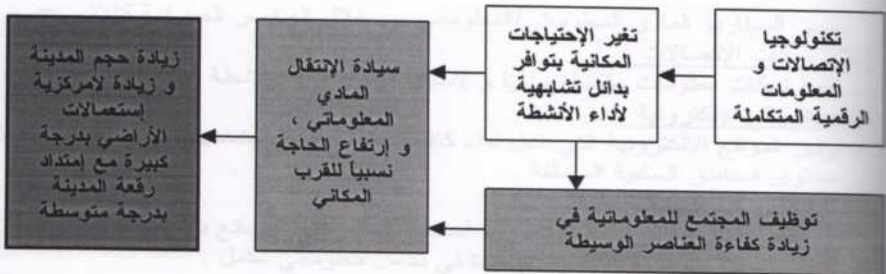 تكنولوجيا
الإتصالات و
المعلومات
الرقمية المتكاملة
تغير الإحتياجات
المكانية بتوافر
بدائل تشابهية
لأداء الأنشطة
سيادة الإنتقال
المادي
المعلوماتي ،
و إرتفاع الحاجة
نسبياً للقرب
المكاني
زيادة حجم المدينة
و زيادة لامركزية
إستعمالات
الأراضي بدرجة
كبيرة مع إمتداد
رقعة المدينة
بدرجة متوسطة
توظيف المجتمع للمعلوماتية في
زيادة كفاءة العناصر الوسيطة